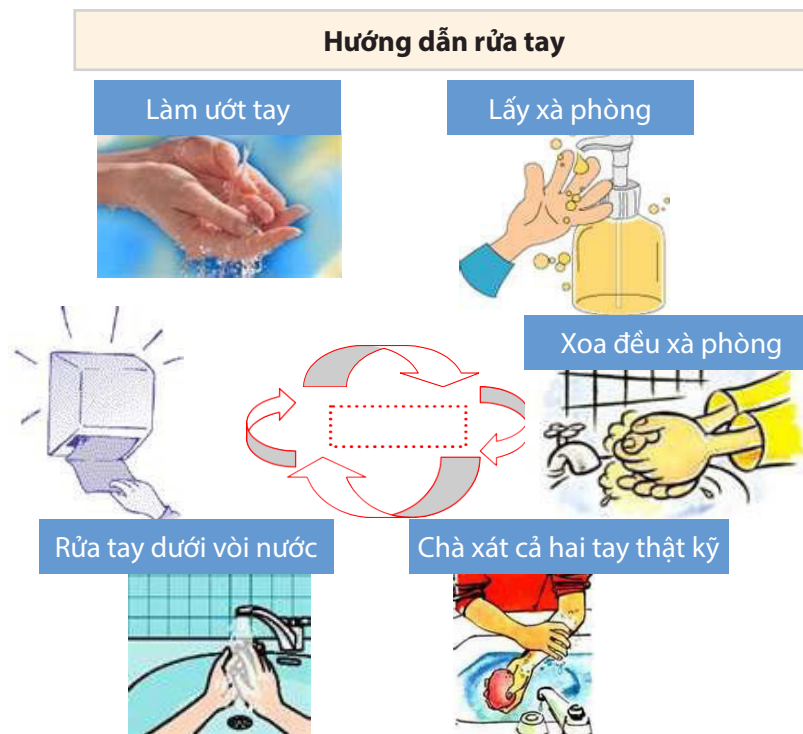 Hướng dẫn rửa tay
Làm ướt tay
Lấy xà phòng
Xoa đều xà phòng
Rửa tay dưới vòi nước
Chà xát cả hai tay thật kỹ